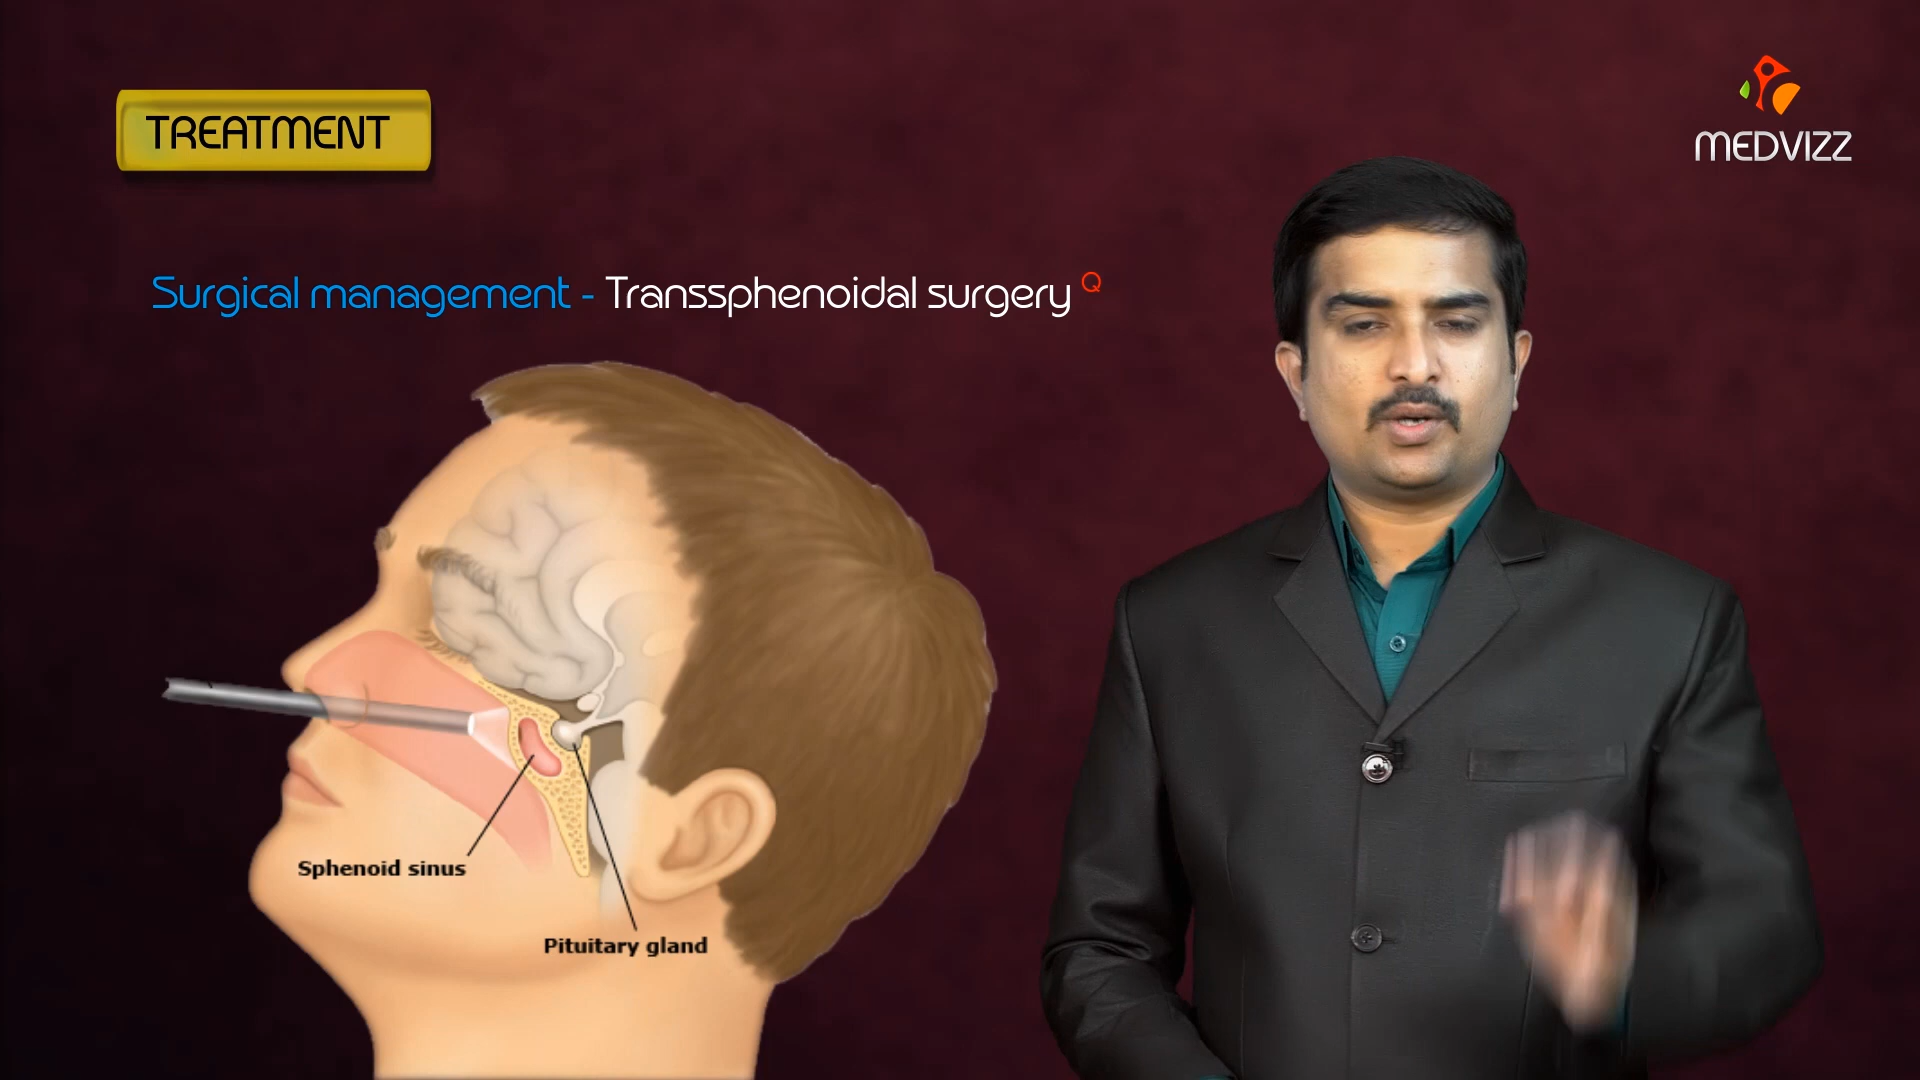 TREATMENT
MEDVIZZ
Surgical management - Transsphenoidal surgery Q
Sphenoid sinus
Pituitary gland